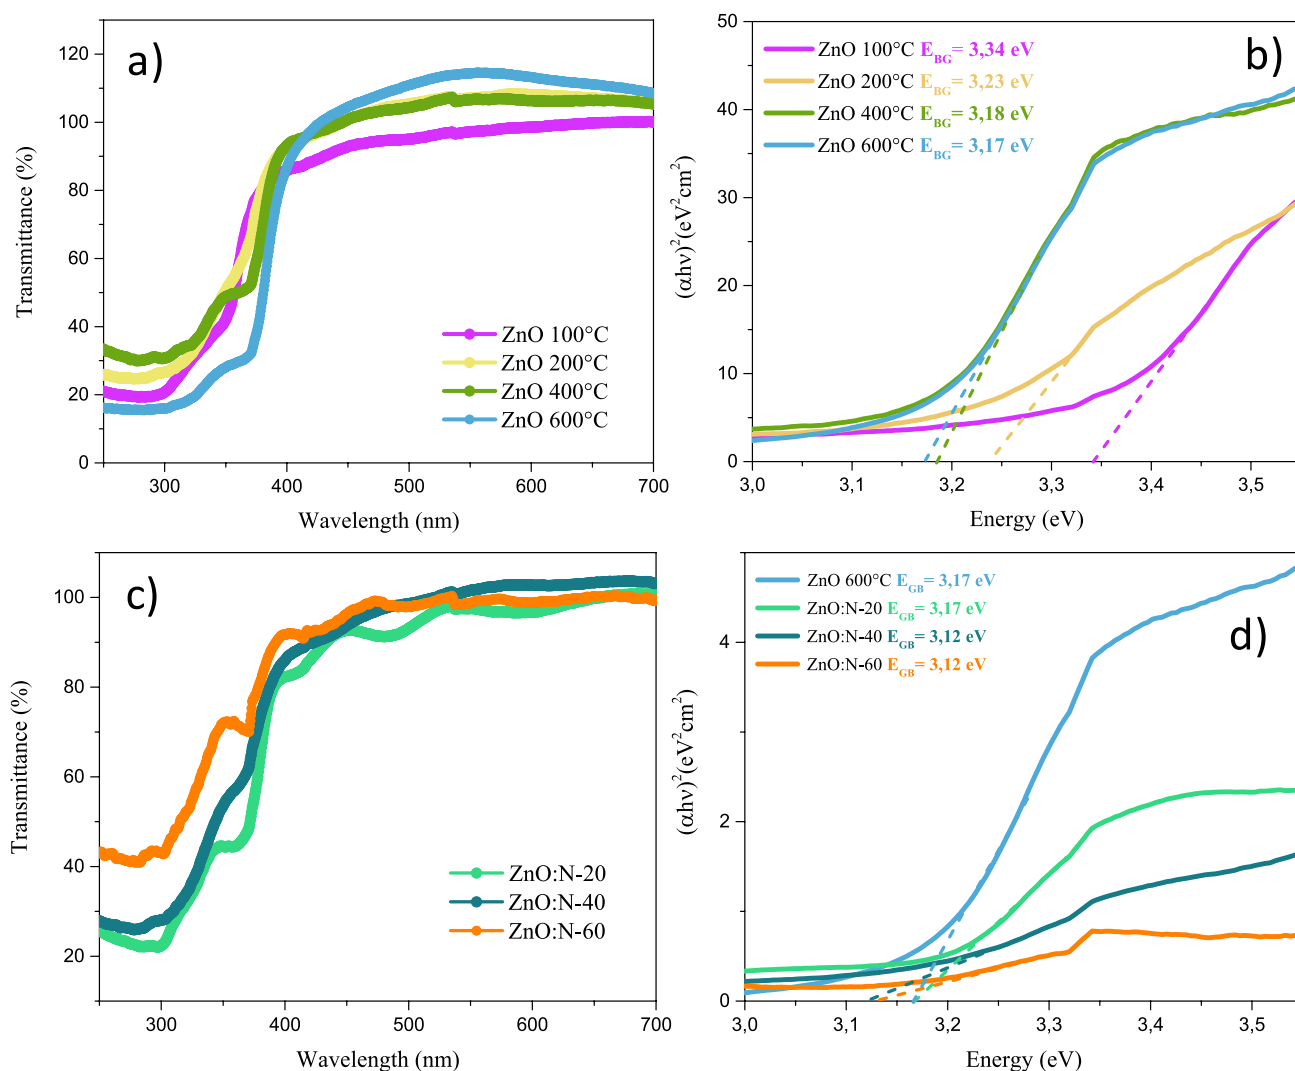 a)
Transmittance (%)
120
100
80
60
40
20
0
ZnO 100°C
ZnO 200°C
ZnO 400°C
ZnO 600°C
300
400
500
600
700
Wavelength (nm)
b)
(αhν)²(eV²cm²)
50
40
30
20
10
0
ZnO 100°C E_BG= 3,34 eV
ZnO 200°C E_BG= 3,23 eV
ZnO 400°C E_BG= 3,18 eV
ZnO 600°C E_BG= 3,17 eV
3,0
3,1
3,2
3,3
3,4
3,5
Energy (eV)
c)
Transmittance (%)
100
80
60
40
20
ZnO:N-20
ZnO:N-40
ZnO:N-60
300
400
500
600
700
Wavelength (nm)
d)
(αhν)²(eV²cm²)
4
2
0
ZnO 600°C E_GB= 3,17 eV
ZnO:N-20 E_GB= 3,17 eV
ZnO:N-40 E_GB= 3,12 eV
ZnO:N-60 E_GB= 3,12 eV
3,0
3,1
3,2
3,3
3,4
3,5
Energy (eV)